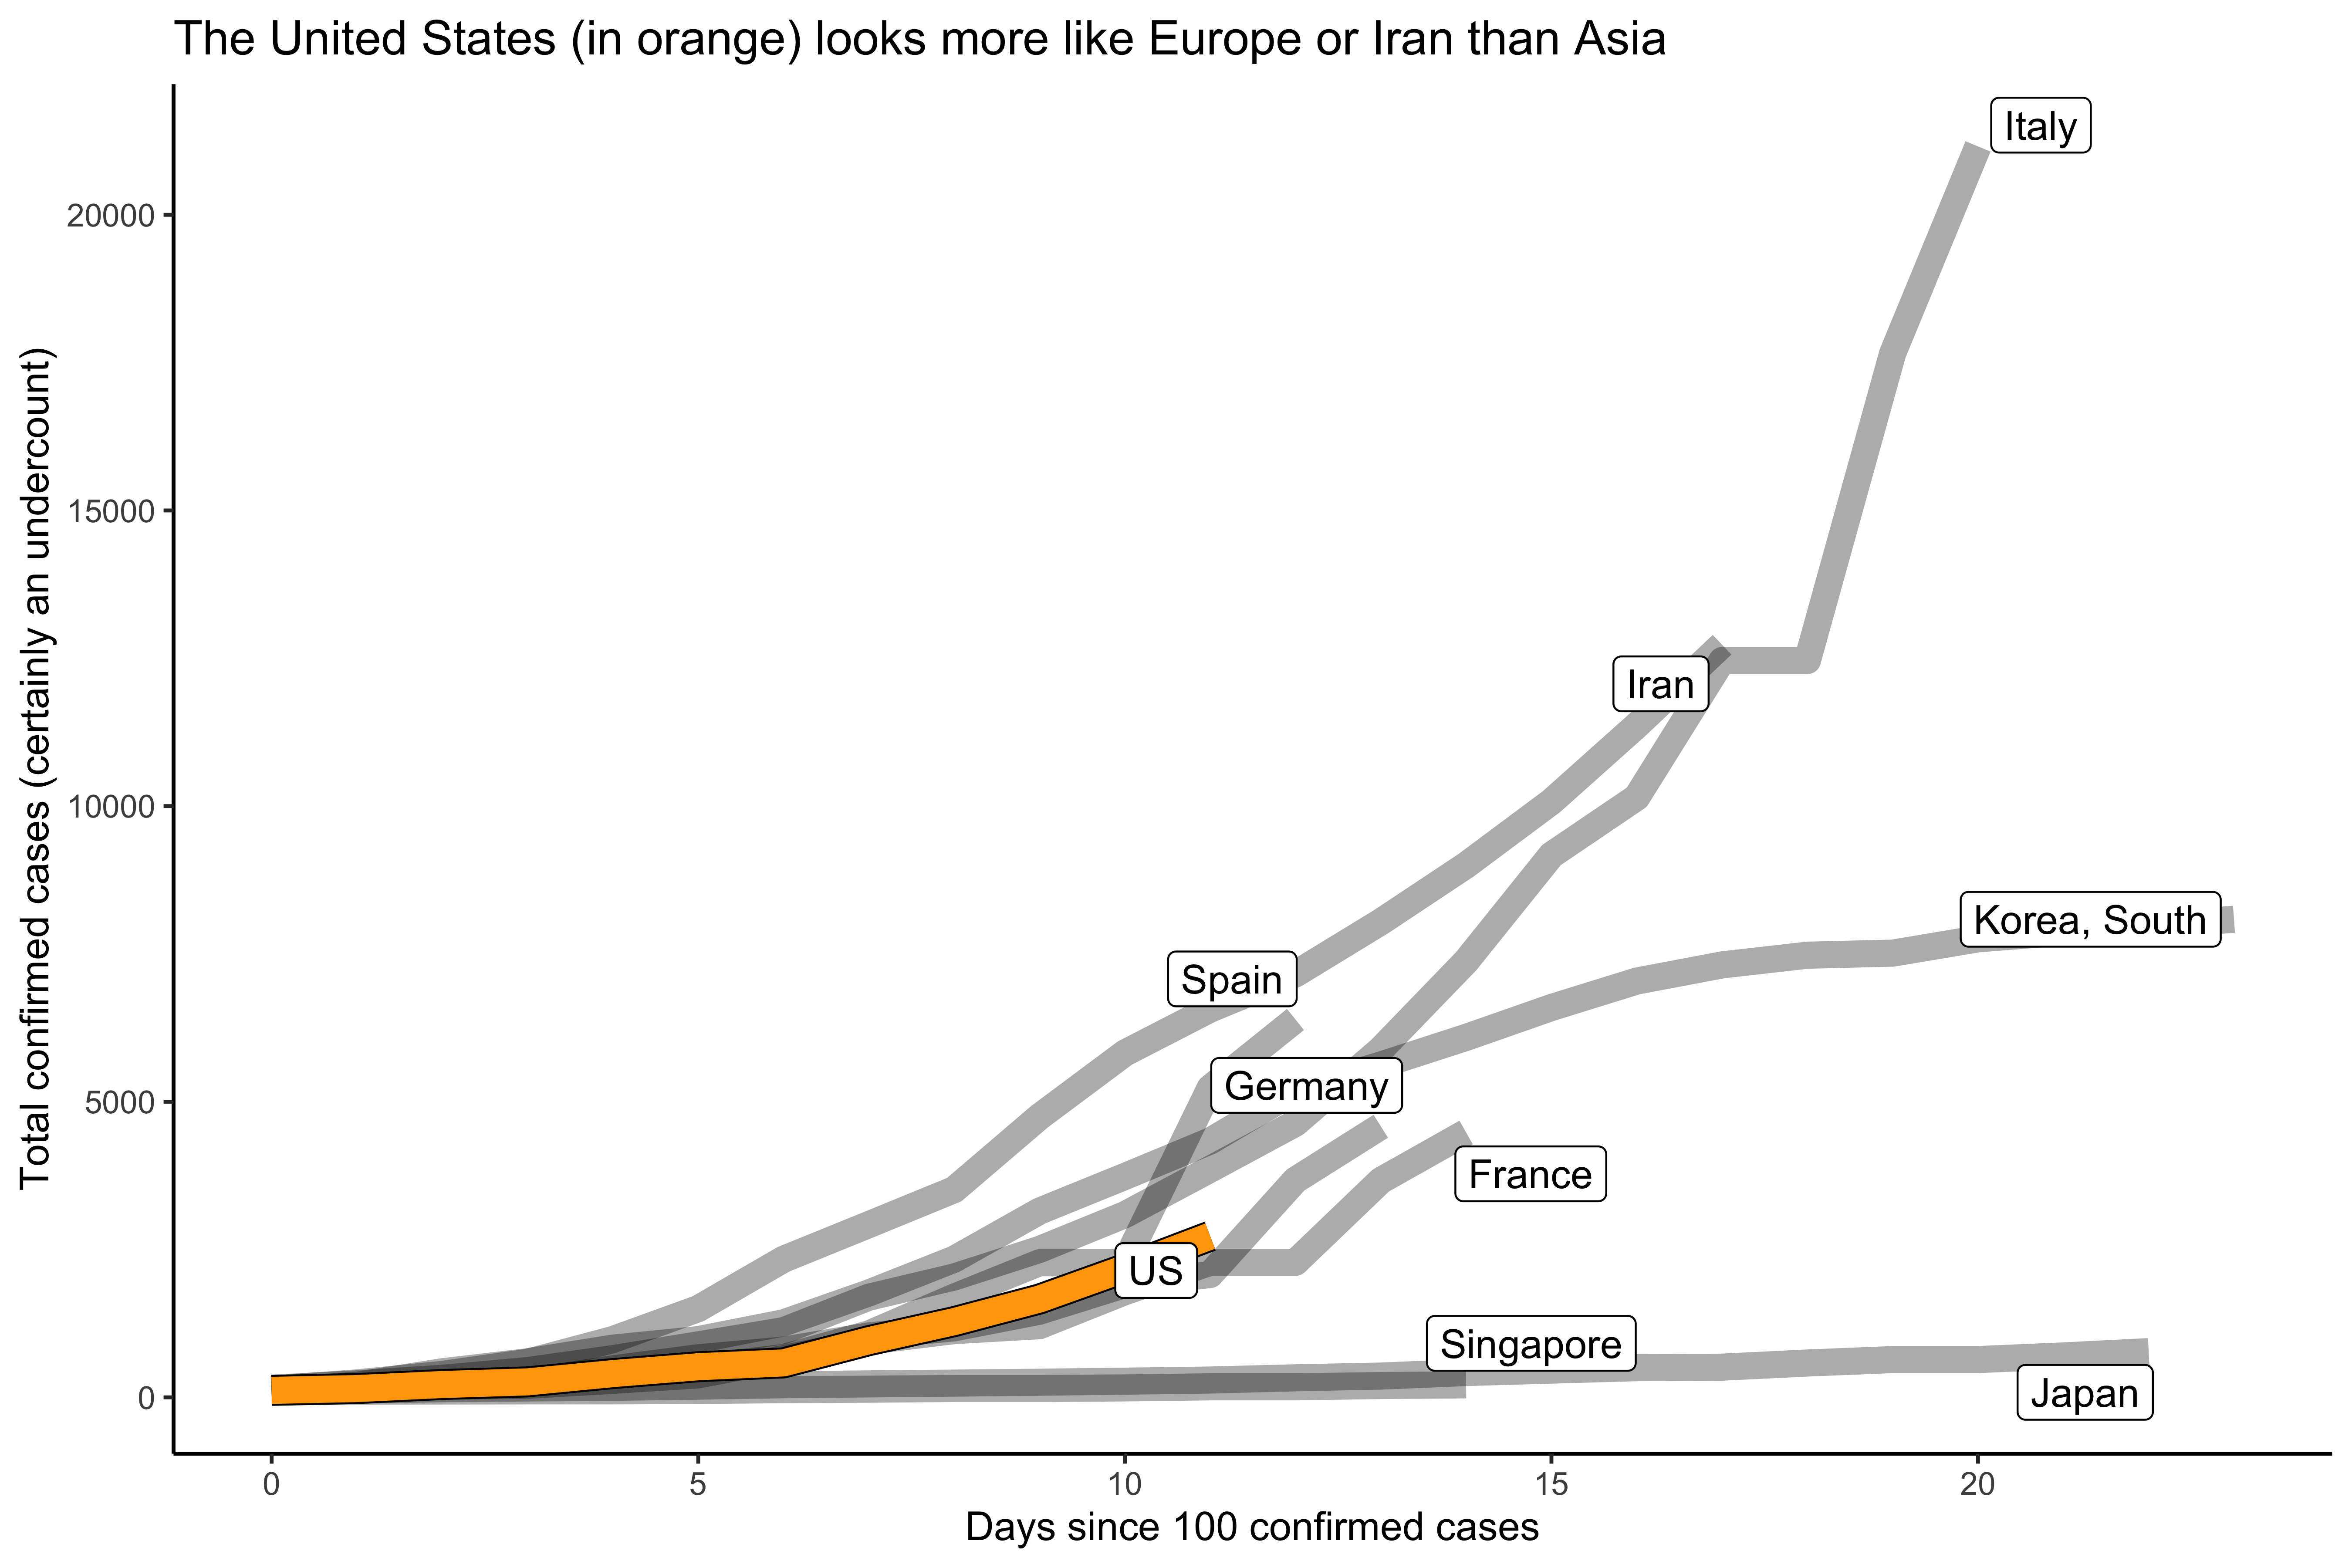 The United States (in orange) looks more like Europe or Iran than Asia
Total confirmed cases (certainly an undercount)
20000
15000
10000
5000
0
Italy
Iran
Korea, South
Spain
Germany
France
US
Singapore
Japan
0 5 10 15 20
Days since 100 confirmed cases